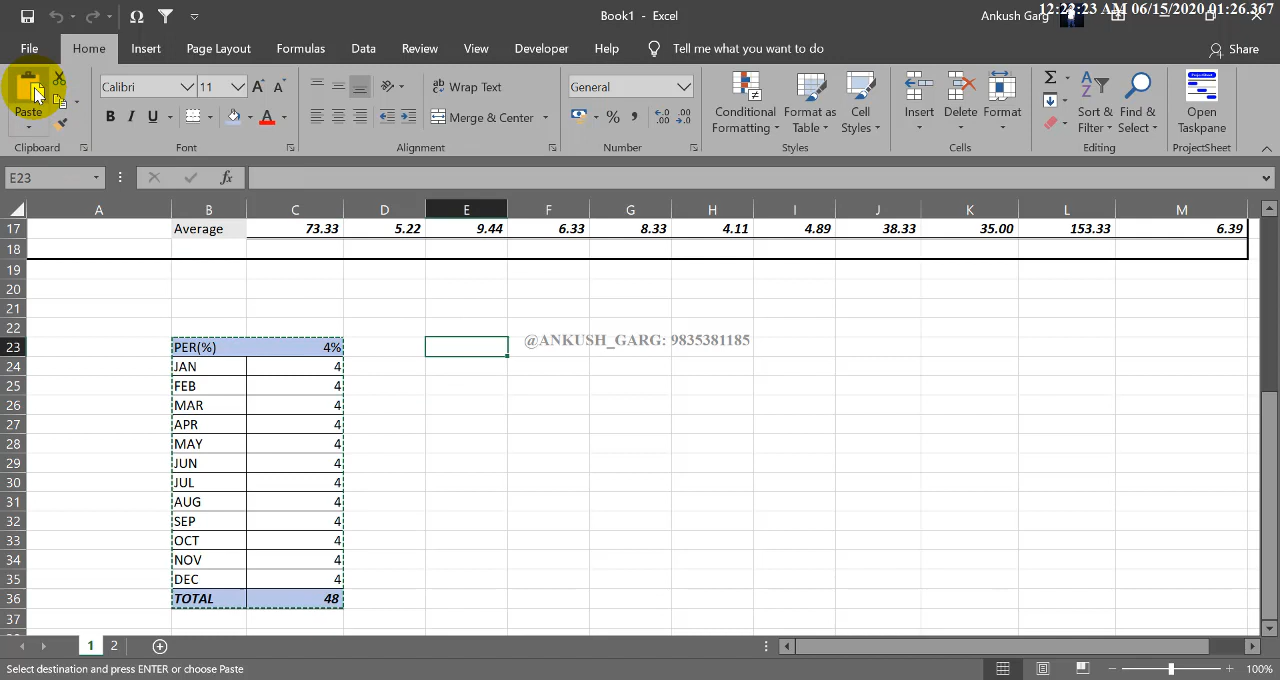 Book1 - Excel
Ankush Garg
12:22:23 AM 06/15/2020 01:26.367
File Home Insert Page Layout Formulas Data Review View Developer Help Tell me what you want to do Share
Paste
Clipboard
Calibri 11
B I U
Font
Wrap Text
Merge & Center
Alignment
General
Number
Conditional Formatting
Format as Table
Cell Styles
Styles
Insert Delete Format
Cells
Sort & Filter
Find & Select
Editing
Open Taskpane
ProjectSheet
E23 fx
A B C D E F G H I J K L M
17 Average 73.33 5.22 9.44 6.33 8.33 4.11 4.89 38.33 35.00 153.33 6.39
18
19
20
21
22
23 PER(%) 4% @ANKUSH_GARG: 9835381185
24 JAN 4
25 FEB 4
26 MAR 4
27 APR 4
28 MAY 4
29 JUN 4
30 JUL 4
31 AUG 4
32 SEP 4
33 OCT 4
34 NOV 4
35 DEC 4
36 TOTAL 48
37
1 2
Select destination and press ENTER or choose Paste
100%